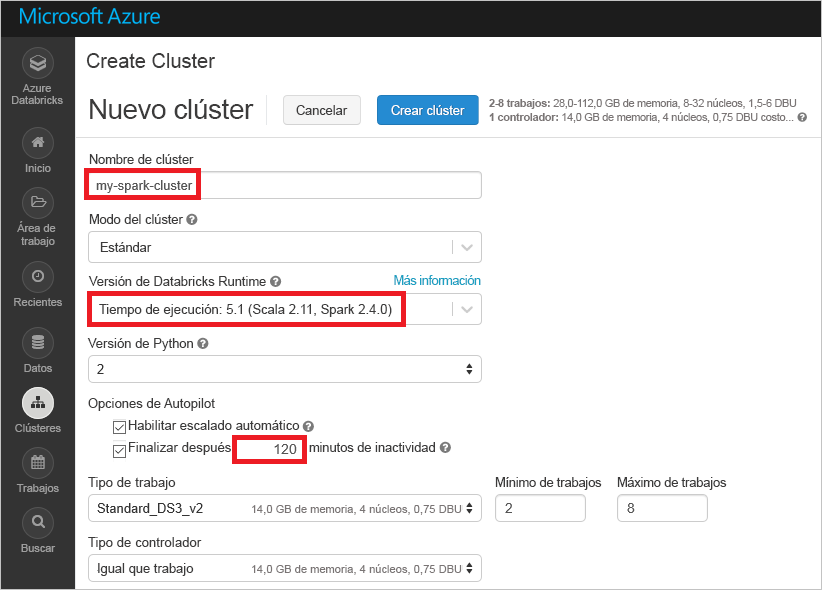 Microsoft Azure
Azure
Databricks
Inicio
Área de
trabajo
Recientes
Datos
Clústeres
Trabajos
Buscar
Create Cluster
Nuevo clúster
Cancelar
Crear clúster
2-8 trabajos: 28,0-112,0 GB de memoria, 8-32 núcleos, 1,5-6 DBU
1 controlador: 14,0 GB de memoria, 4 núcleos, 0,75 DBU costo... ?
Nombre de clúster
my-spark-cluster
Modo del clúster ?
Estándar
Versión de Databricks Runtime ? Más información
Tiempo de ejecución: 5.1 (Scala 2.11, Spark 2.4.0)
Versión de Python ?
2
Opciones de Autopilot
Habilitar escalado automático ?
Finalizar después 120 minutos de inactividad ?
Tipo de trabajo Mínimo de trabajos Máximo de trabajos
Standard_DS3_v2 14,0 GB de memoria, 4 núcleos, 0,75 DBU 2 8
Tipo de controlador
Igual que trabajo 14,0 GB de memoria, 4 núcleos, 0,75 DBU